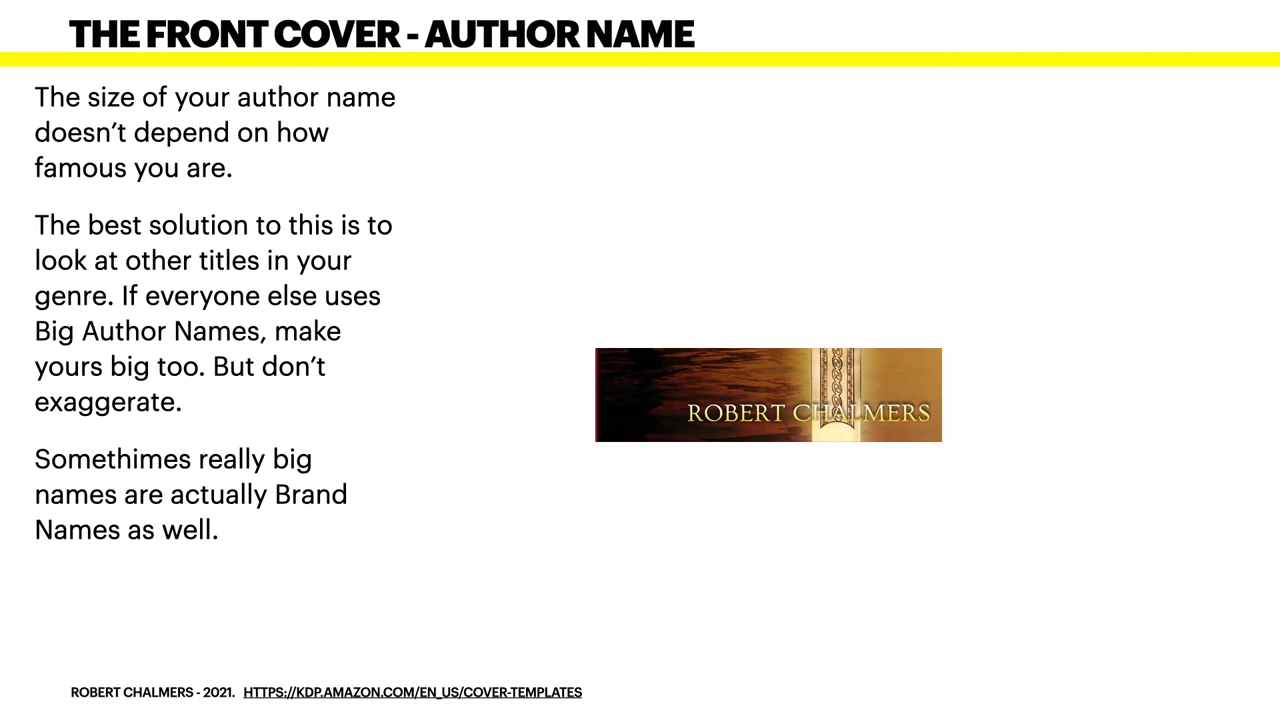 THE FRONT COVER - AUTHOR NAME
The size of your author name
doesn’t depend on how
famous you are.
The best solution to this is to
look at other titles in your
genre. If everyone else uses
Big Author Names, make
yours big too. But don’t
exaggerate.
Somethimes really big
names are actually Brand
Names as well.
ROBERT CHALMERS
ROBERT CHALMERS - 2021. HTTPS://KDP.AMAZON.COM/EN_US/COVER-TEMPLATES